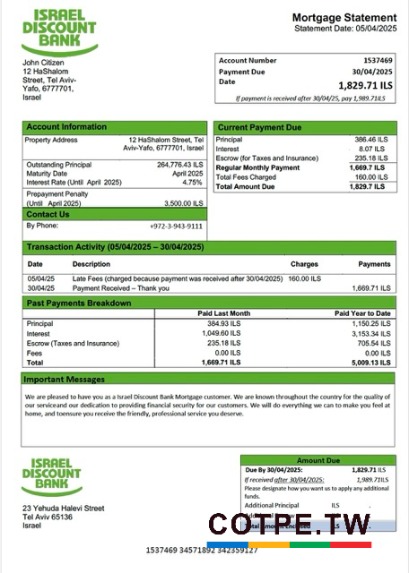 ISRAEL
DISCOUNT
BANK
Mortgage Statement
Statement Date: 05/04/2025
John Citizen
12 HaShalom
Street, Tel Aviv-
Yafo, 6777701,
Israel
Account Number 1537469
Payment Due 30/04/2025
Date
1,829.71 ILS
If payment is received after 30/04/25, pay 1,989.71ILS
Account Information
Property Address 12 HaShalom Street, Tel
Aviv-Yafo, 6777701, Israel
Outstanding Principal 264,776.43 ILS
Maturity Date April 2025
Interest Rate (Until April 2025) 4.75%
Prepayment Penalty
(Until April 2025) 3,500.00 ILS
Contact Us
By Phone: +972-3-943-9111
Current Payment Due
Principal 386.46 ILS
Interest 8.07 ILS
Escrow (for Taxes and Insurance) 235.18 ILS
Regular Monthly Payment 1,669.7 ILS
Total Fees Charged 160.00 ILS
Total Amount Due 1,829.7 ILS
Transaction Activity (05/04/2025 – 30/04/2025)
Date Description Charges Payments
05/04/25 Late Fees (charged because payment was received after 30/04/2025) 160.00 ILS
30/04/25 Payment Received – Thank you 1,669.71 ILS
Past Payments Breakdown
Paid Last Month Paid Year to Date
Principal 384.93 ILS 1,150.25 ILS
Interest 1,049.60 ILS 3,153.34 ILS
Escrow (Taxes and Insurance) 235.18 ILS 705.54 ILS
Fees 0.00 ILS 0.00 ILS
Total 1,669.71 ILS 5,009.13 ILS
Important Messages
We are pleased to have you as a Israel Discount Bank Mortgage customer. We are known throughout the country for the quality of
our serviceand our dedication to providing financial security for our customers. We will do everything we can to make you feel at
home, and toensure you receive the friendly, professional service you deserve.
ISRAEL
DISCOUNT
BANK
23 Yehuda Halevi Street
Tel Aviv 65136
Israel
Amount Due
Due By 30/04/2025: 1,829.71 ILS
If received after 30/04/2025: 1,989.71ILS
Please designate how you want us to apply any additional
funds.
Additional Principal ILS
Total Amount ILS
1537469 34571892 342359127